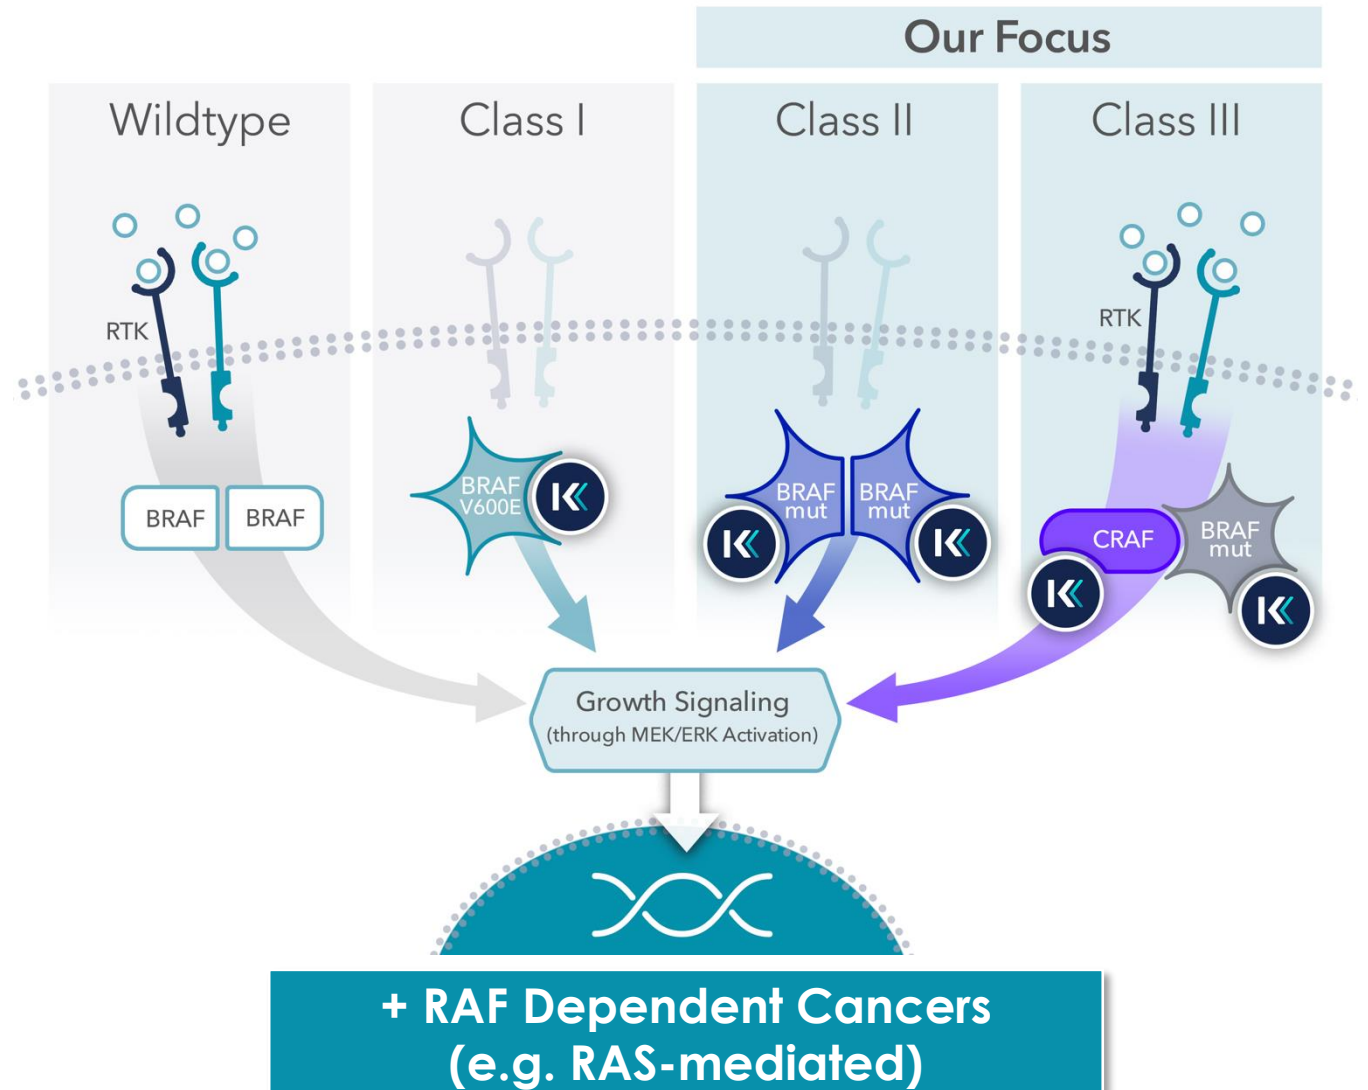 Our Focus
Wildtype
Class I
Class II
Class III
RTK
RTK
BRAF
BRAF
BRAF
V600E
BRAF
mut
BRAF
mut
CRAF
BRAF
mut
Growth Signaling
(through MEK/ERK Activation)
+ RAF Dependent Cancers
(e.g. RAS-mediated)